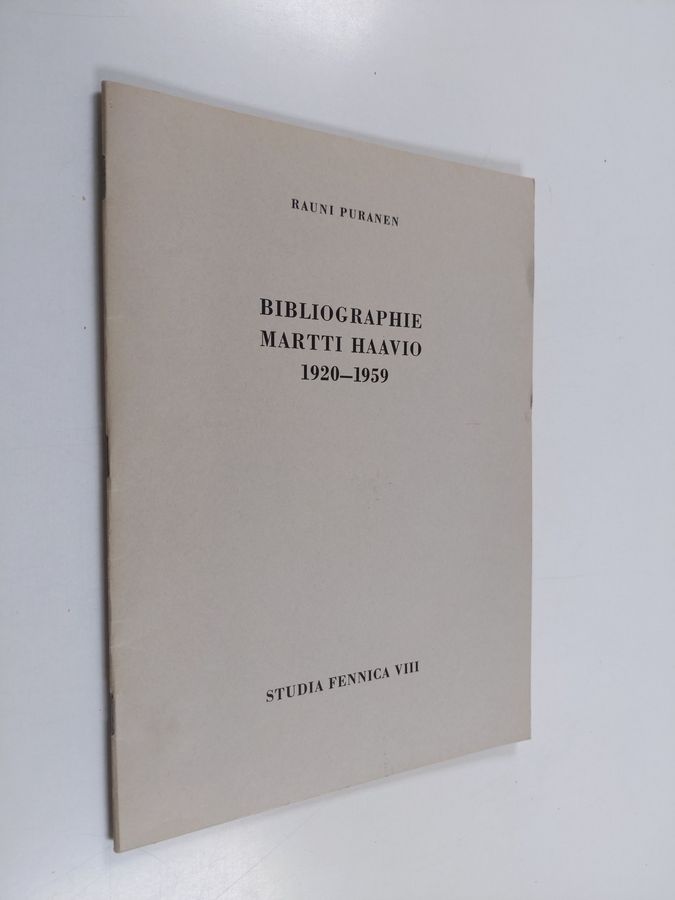 RAUNI PURANEN
BIBLIOGRAPHIE
MARTTI HAAVIO
1920—1959
STUDIA FENNICA VIII